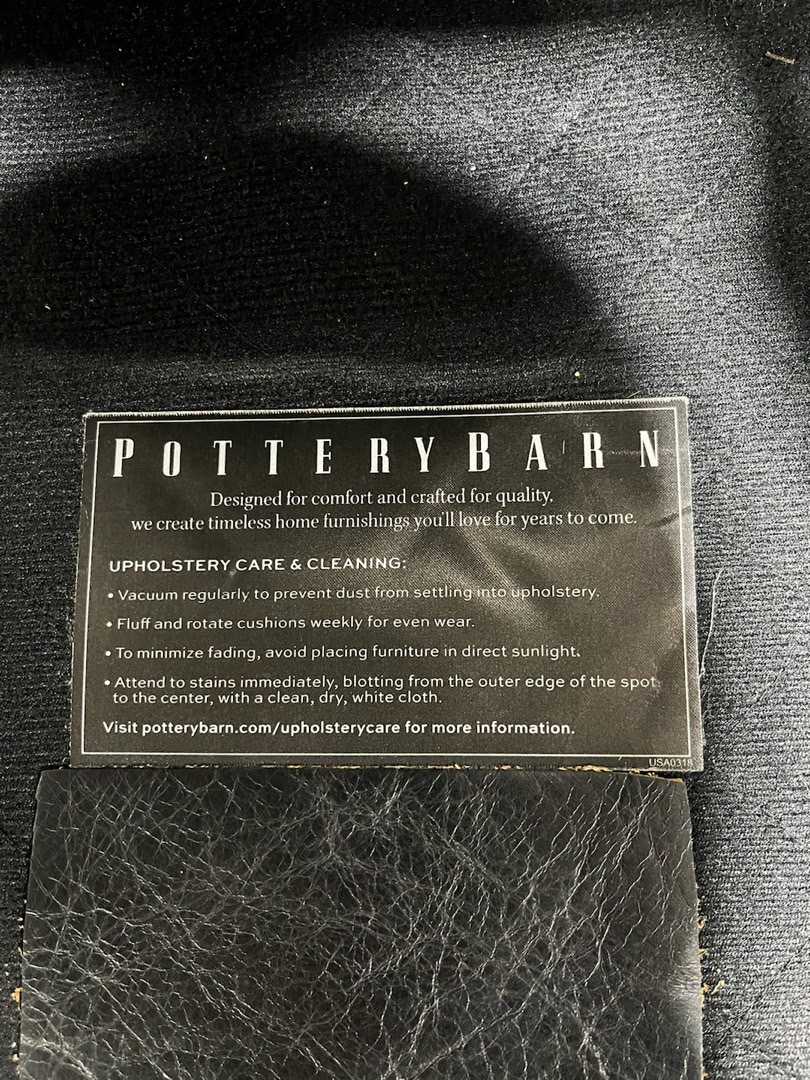 POTTERYBARN
Designed for comfort and crafted for quality,
we create timeless home furnishings you'll love for years to come.
UPHOLSTERY CARE & CLEANING:
• Vacuum regularly to prevent dust from settling into upholstery.
• Fluff and rotate cushions weekly for even wear.
• To minimize fading, avoid placing furniture in direct sunlight.
• Attend to stains immediately, blotting from the outer edge of the spot
to the center, with a clean, dry, white cloth.
Visit potterybarn.com/upholsterycare for more information.
USA0318